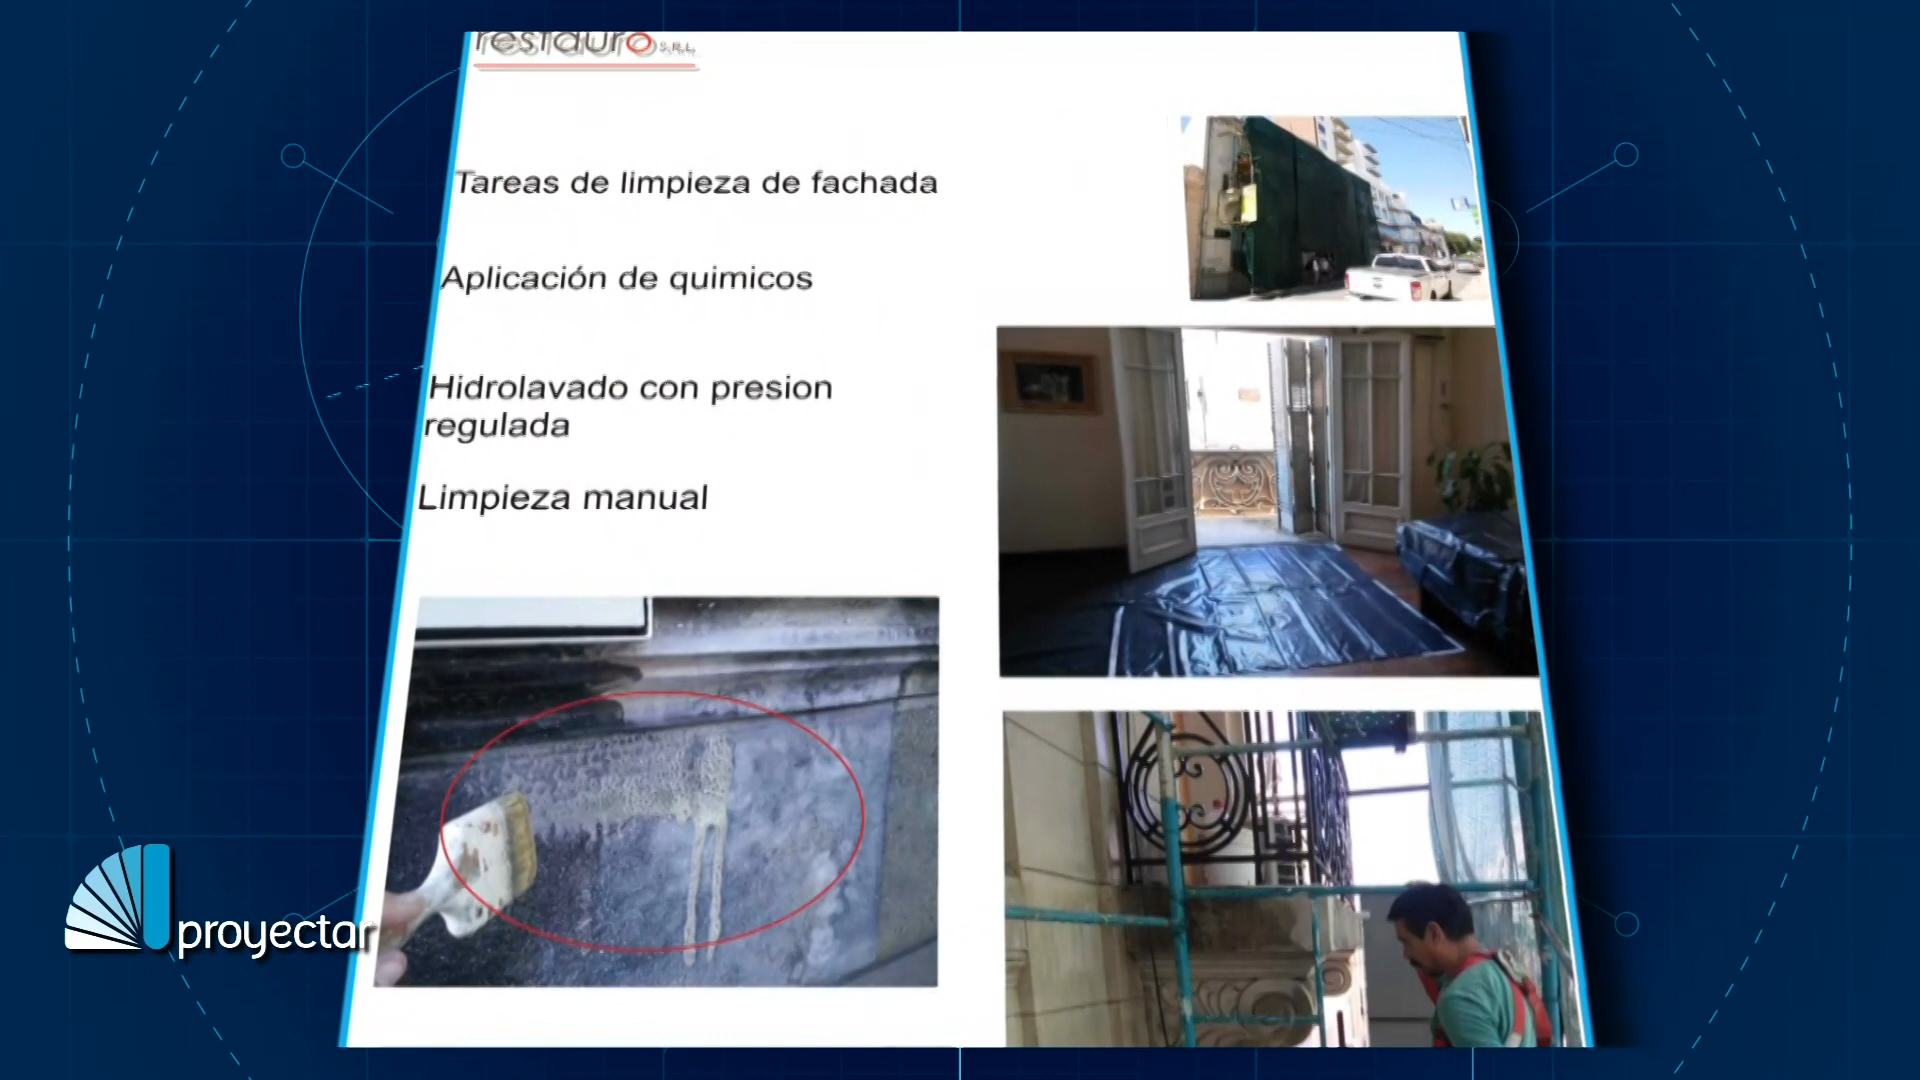 restauro S.R.L.
Tareas de limpieza de fachada
Aplicación de quimicos
Hidrolavado con presion
regulada
Limpieza manual
proyectar